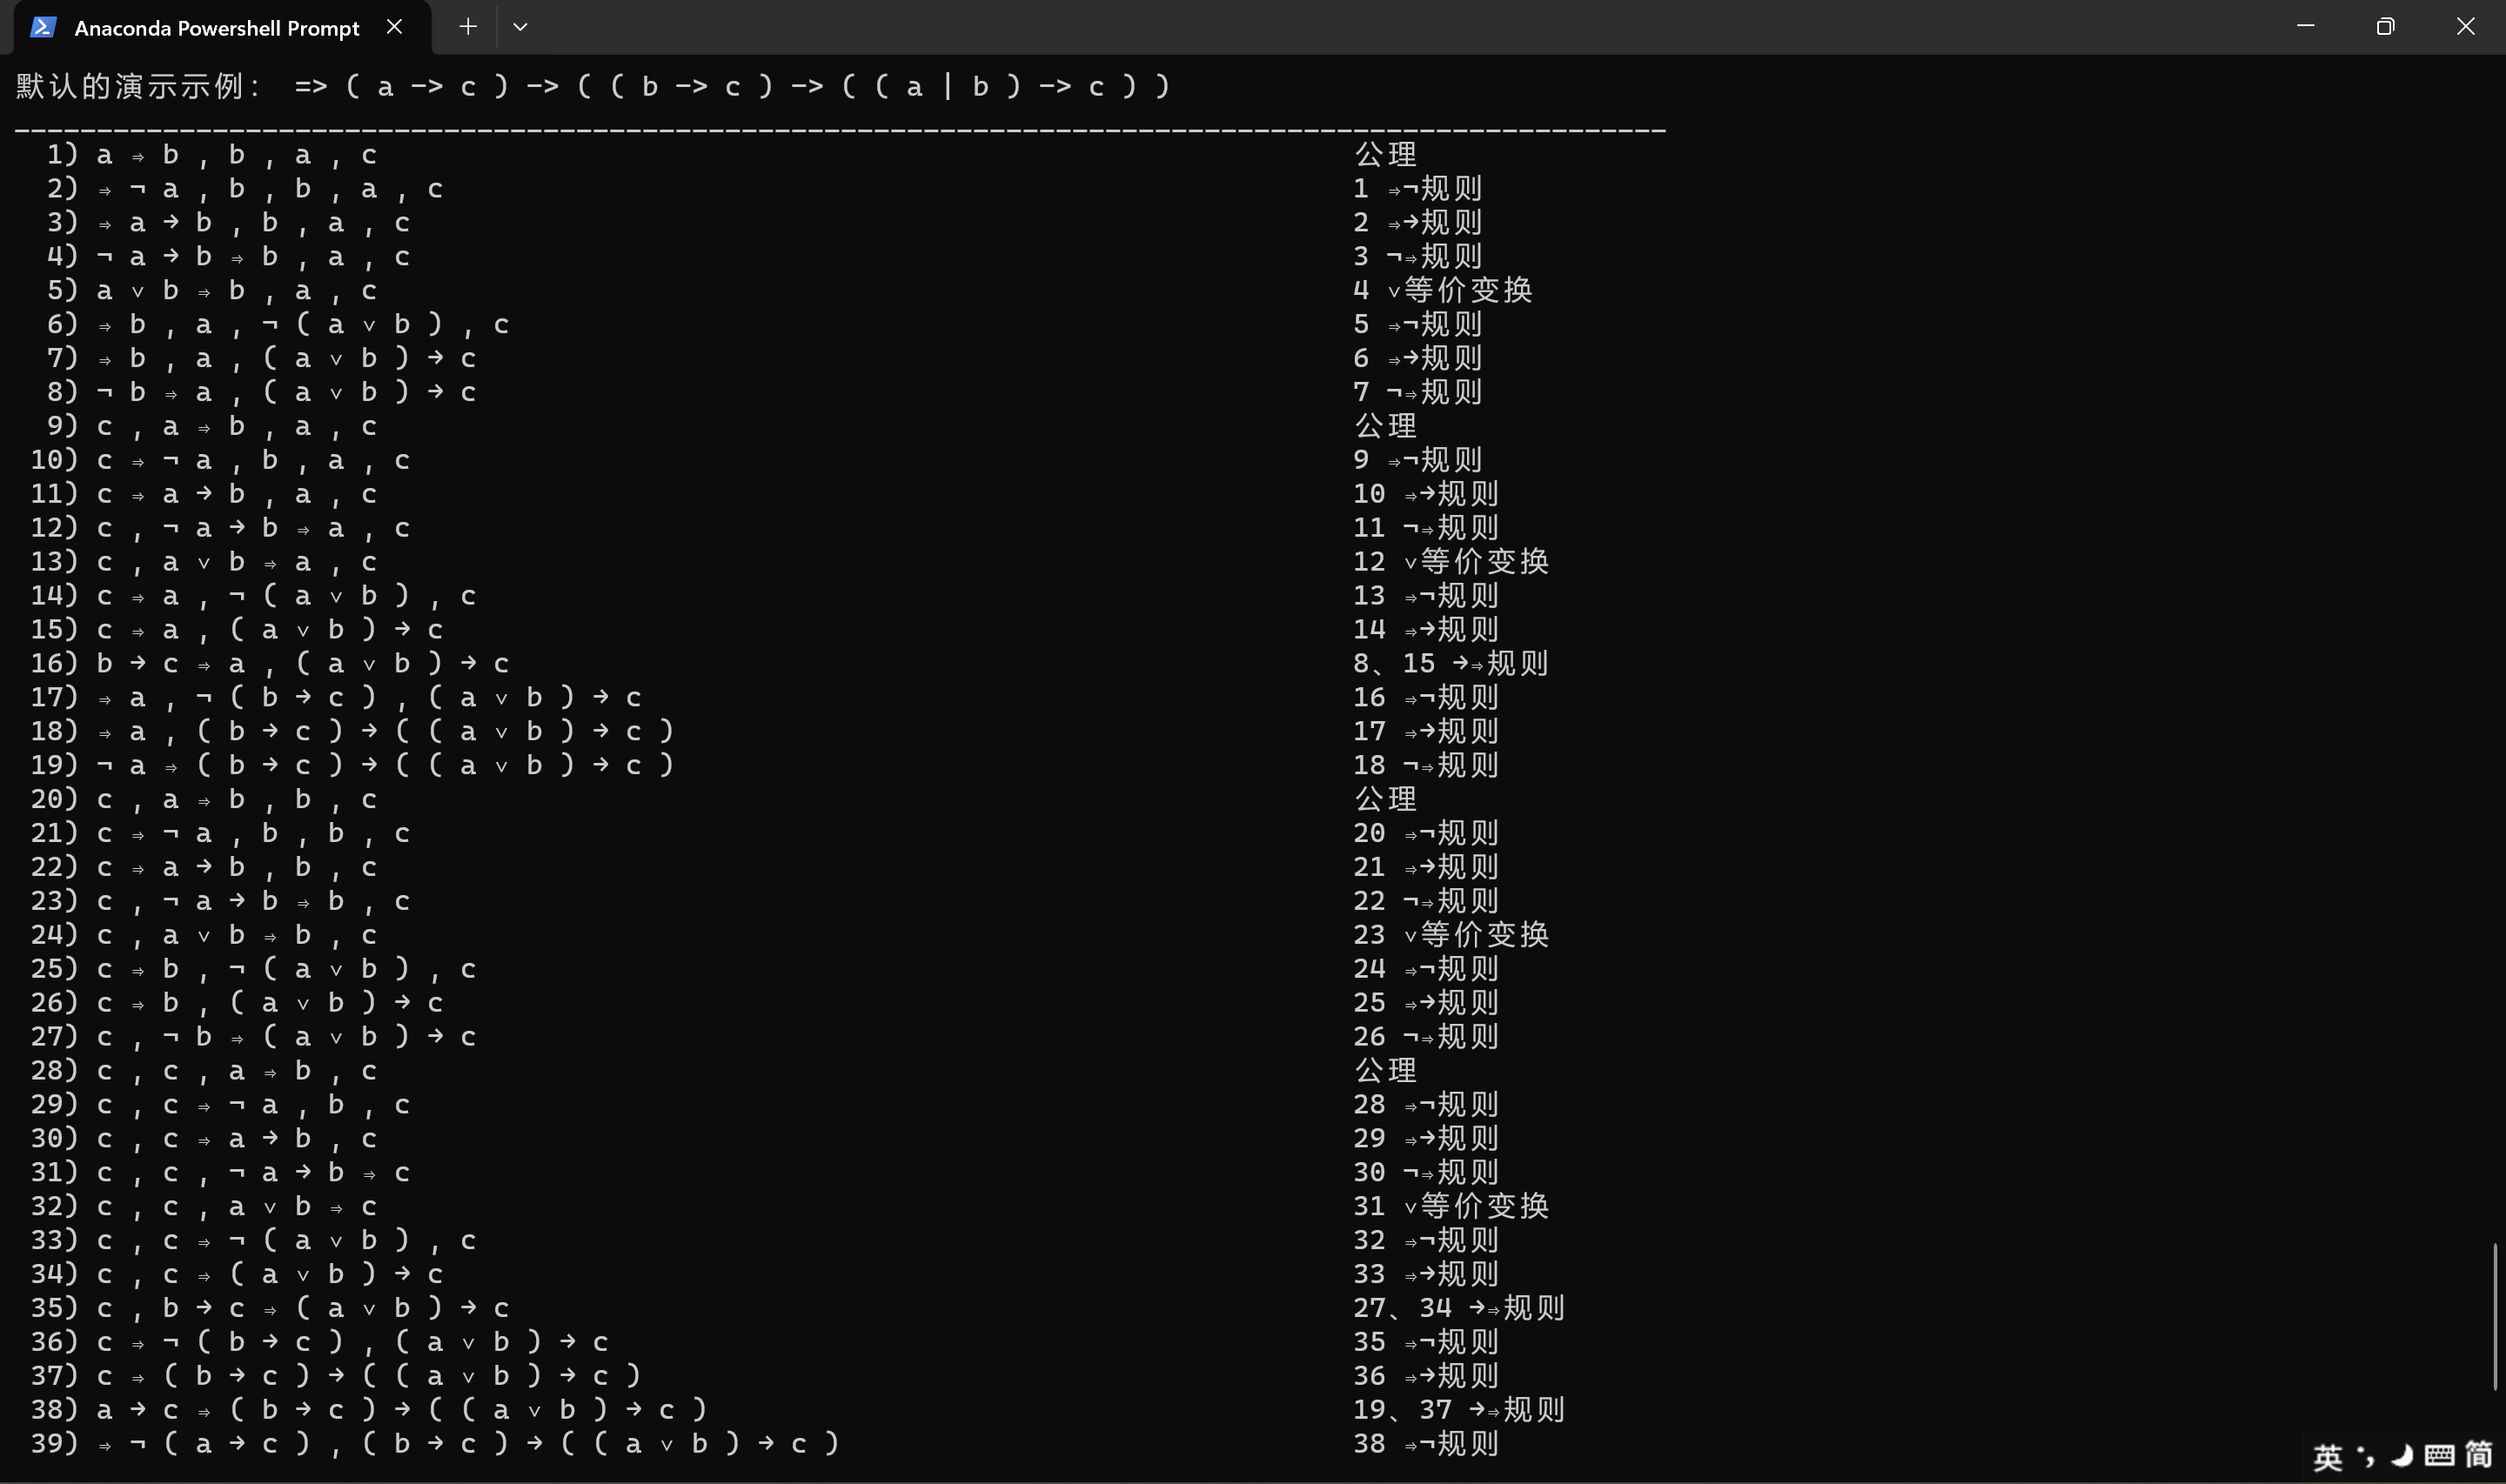 Anaconda Powershell Prompt
默认的演示示例： => ( a -> c ) -> ( ( b -> c ) -> ( ( a | b ) -> c ) )
----------------------------------------------------------------------------------------------------
1) a ⇒ b , b , a , c 公理
2) ⇒ ¬ a , b , b , a , c 1 ⇒¬规则
3) ⇒ a → b , b , a , c 2 ⇒→规则
4) ¬ a → b ⇒ b , a , c 3 ¬⇒规则
5) a ∨ b ⇒ b , a , c 4 ∨等价变换
6) ⇒ b , a , ¬ ( a ∨ b ) , c 5 ⇒¬规则
7) ⇒ b , a , ( a ∨ b ) → c 6 ⇒→规则
8) ¬ b ⇒ a , ( a ∨ b ) → c 7 ¬⇒规则
9) c , a ⇒ b , a , c 公理
10) c ⇒ ¬ a , b , a , c 9 ⇒¬规则
11) c ⇒ a → b , a , c 10 ⇒→规则
12) c , ¬ a → b ⇒ a , c 11 ¬⇒规则
13) c , a ∨ b ⇒ a , c 12 ∨等价变换
14) c ⇒ a , ¬ ( a ∨ b ) , c 13 ⇒¬规则
15) c ⇒ a , ( a ∨ b ) → c 14 ⇒→规则
16) b → c ⇒ a , ( a ∨ b ) → c 8、15 →⇒规则
17) ⇒ a , ¬ ( b → c ) , ( a ∨ b ) → c 16 ⇒¬规则
18) ⇒ a , ( b → c ) → ( ( a ∨ b ) → c ) 17 ⇒→规则
19) ¬ a ⇒ ( b → c ) → ( ( a ∨ b ) → c ) 18 ¬⇒规则
20) c , a ⇒ b , b , c 公理
21) c ⇒ ¬ a , b , b , c 20 ⇒¬规则
22) c ⇒ a → b , b , c 21 ⇒→规则
23) c , ¬ a → b ⇒ b , c 22 ¬⇒规则
24) c , a ∨ b ⇒ b , c 23 ∨等价变换
25) c ⇒ b , ¬ ( a ∨ b ) , c 24 ⇒¬规则
26) c ⇒ b , ( a ∨ b ) → c 25 ⇒→规则
27) c , ¬ b ⇒ ( a ∨ b ) → c 26 ¬⇒规则
28) c , c , a ⇒ b , c 公理
29) c , c ⇒ ¬ a , b , c 28 ⇒¬规则
30) c , c ⇒ a → b , c 29 ⇒→规则
31) c , c , ¬ a → b ⇒ c 30 ¬⇒规则
32) c , c , a ∨ b ⇒ c 31 ∨等价变换
33) c , c ⇒ ¬ ( a ∨ b ) , c 32 ⇒¬规则
34) c , c ⇒ ( a ∨ b ) → c 33 ⇒→规则
35) c , b → c ⇒ ( a ∨ b ) → c 27、34 →⇒规则
36) c ⇒ ¬ ( b → c ) , ( a ∨ b ) → c 35 ⇒¬规则
37) c ⇒ ( b → c ) → ( ( a ∨ b ) → c ) 36 ⇒→规则
38) a → c ⇒ ( b → c ) → ( ( a ∨ b ) → c ) 19、37 →⇒规则
39) ⇒ ¬ ( a → c ) , ( b → c ) → ( ( a ∨ b ) → c ) 38 ⇒¬规则
英 简